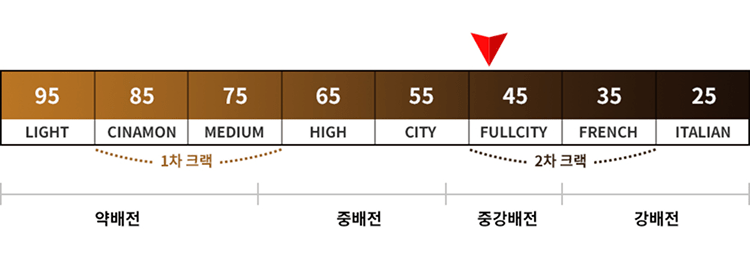 95 85 75 65 55 45 35 25
LIGHT CINAMON MEDIUM HIGH CITY FULLCITY FRENCH ITALIAN
1차 크랙 2차 크랙
약배전 중배전 중강배전 강배전